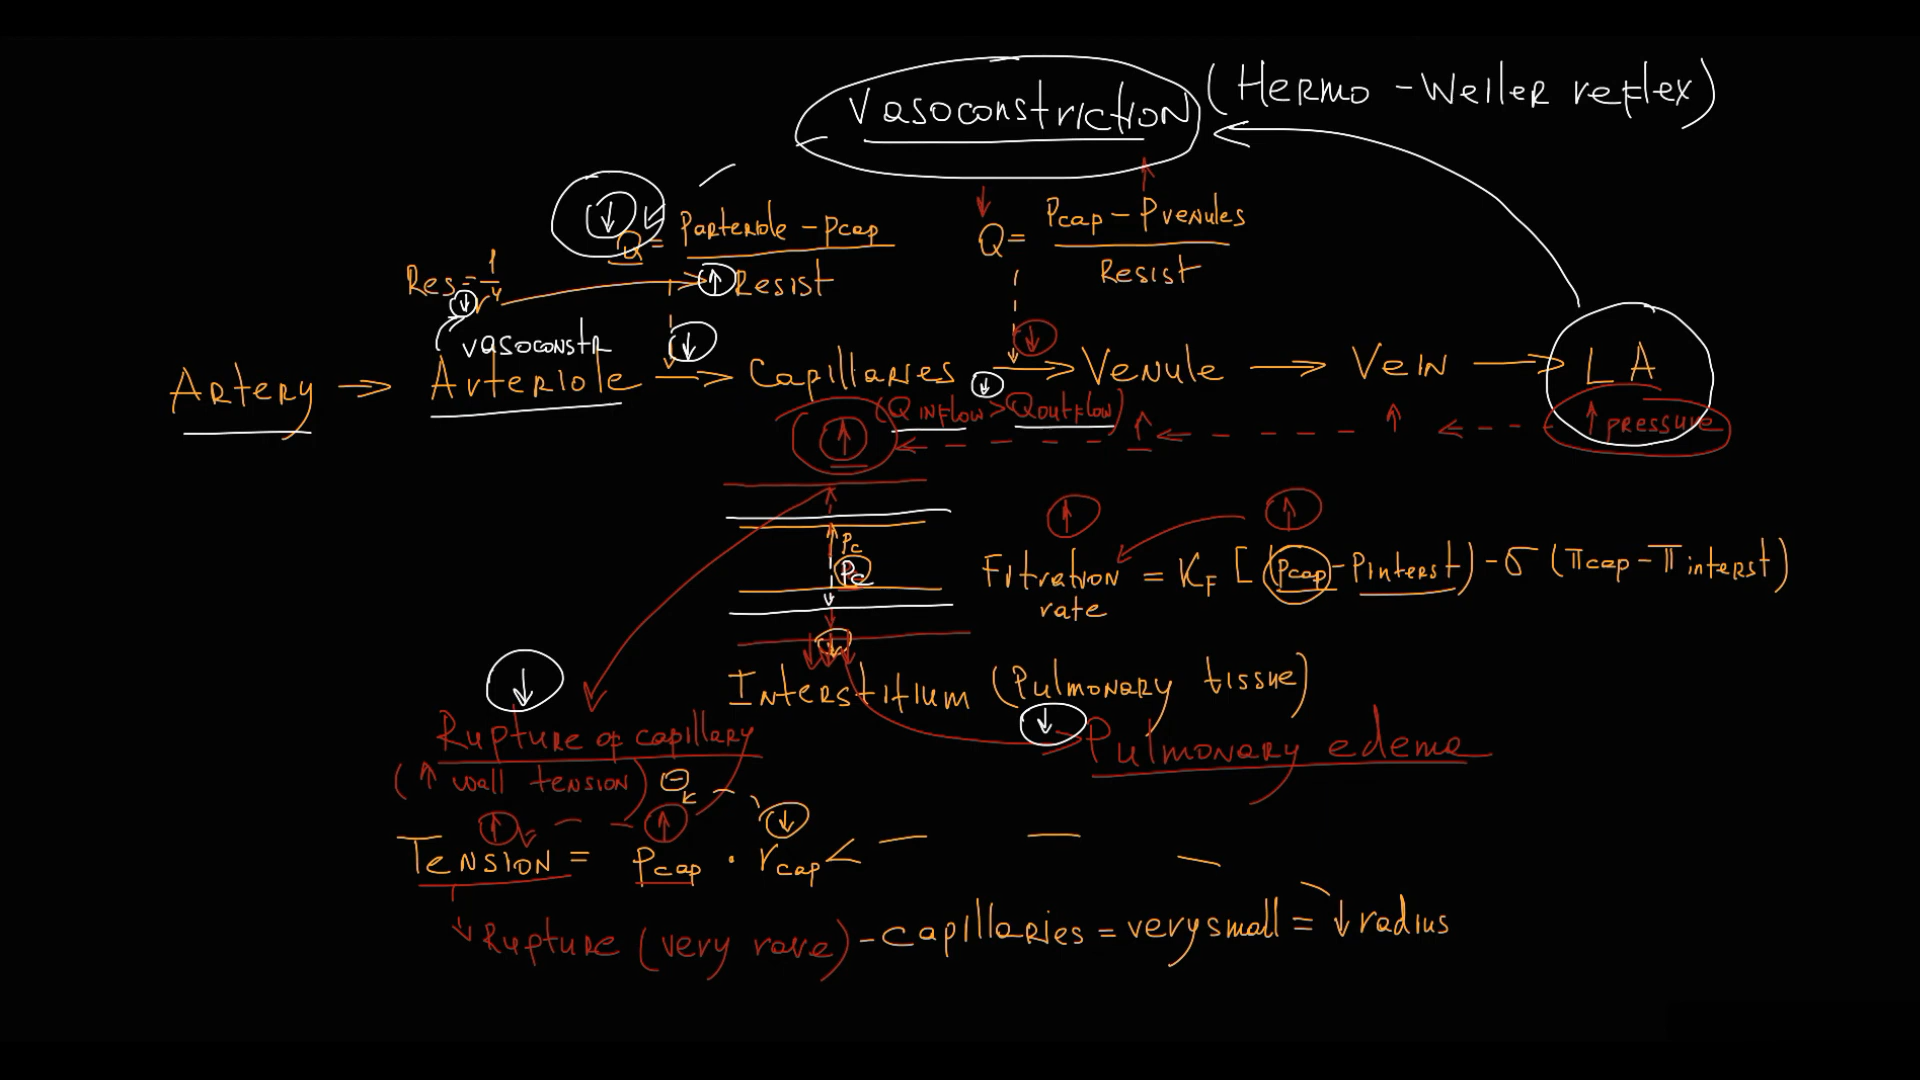 Vasoconstriction (Hermo-Weller reflex)
↓ Q = Parteriole - Pcap
↑ Resist
↓ Q = Pcap - Pvenules
Resist
Res = 1
↓ r⁴
vasoconstr
Artery → Arteriole → Capillaries → Venule → Vein → LA
(Q inflow > Q outflow)
↑ pressure
Pc
Pc
Filtration rate = KF [(Pcap - Pinterst) - σ (πcap - πinterst)
Interstitium (Pulmonary tissue)
Rupture of capillary
Pulmonary edema
(↑ wall tension)
Tension = Pcap · rcap <
↓ Rupture (very rare) - capillaries = very small = ↓ radius